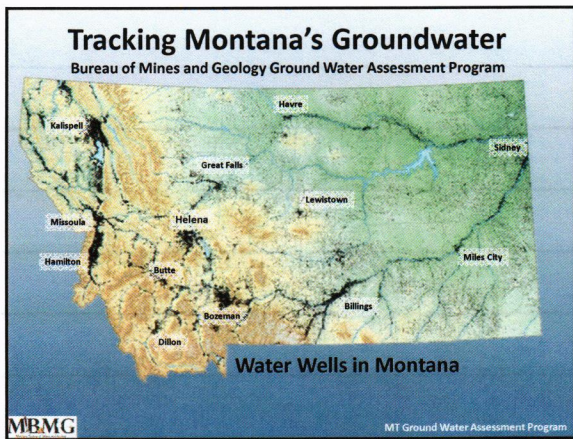 Tracking Montana's Groundwater
Bureau of Mines and Geology Ground Water Assessment Program
Havre
Kalispell
Sidney
Great Falls
Lewistown
Missoula
Helena
Hamilton
Miles City
Butte
Billings
Bozeman
Dillon
Water Wells in Montana
MBMG
MT Ground Water Assessment Program